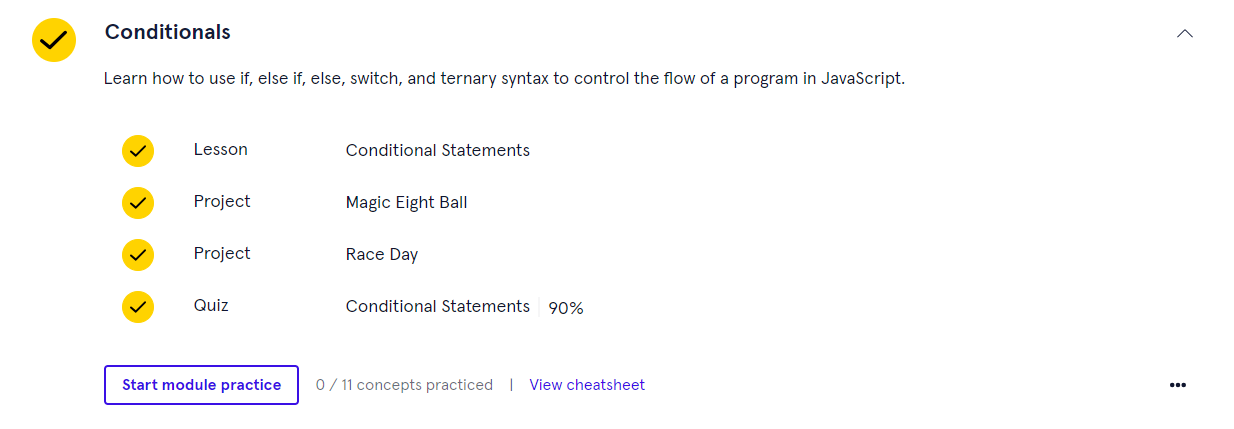 Conditionals
Learn how to use if, else if, else, switch, and ternary syntax to control the flow of a program in JavaScript.
Lesson Conditional Statements
Project Magic Eight Ball
Project Race Day
Quiz Conditional Statements 90%
Start module practice 0 / 11 concepts practiced | View cheatsheet